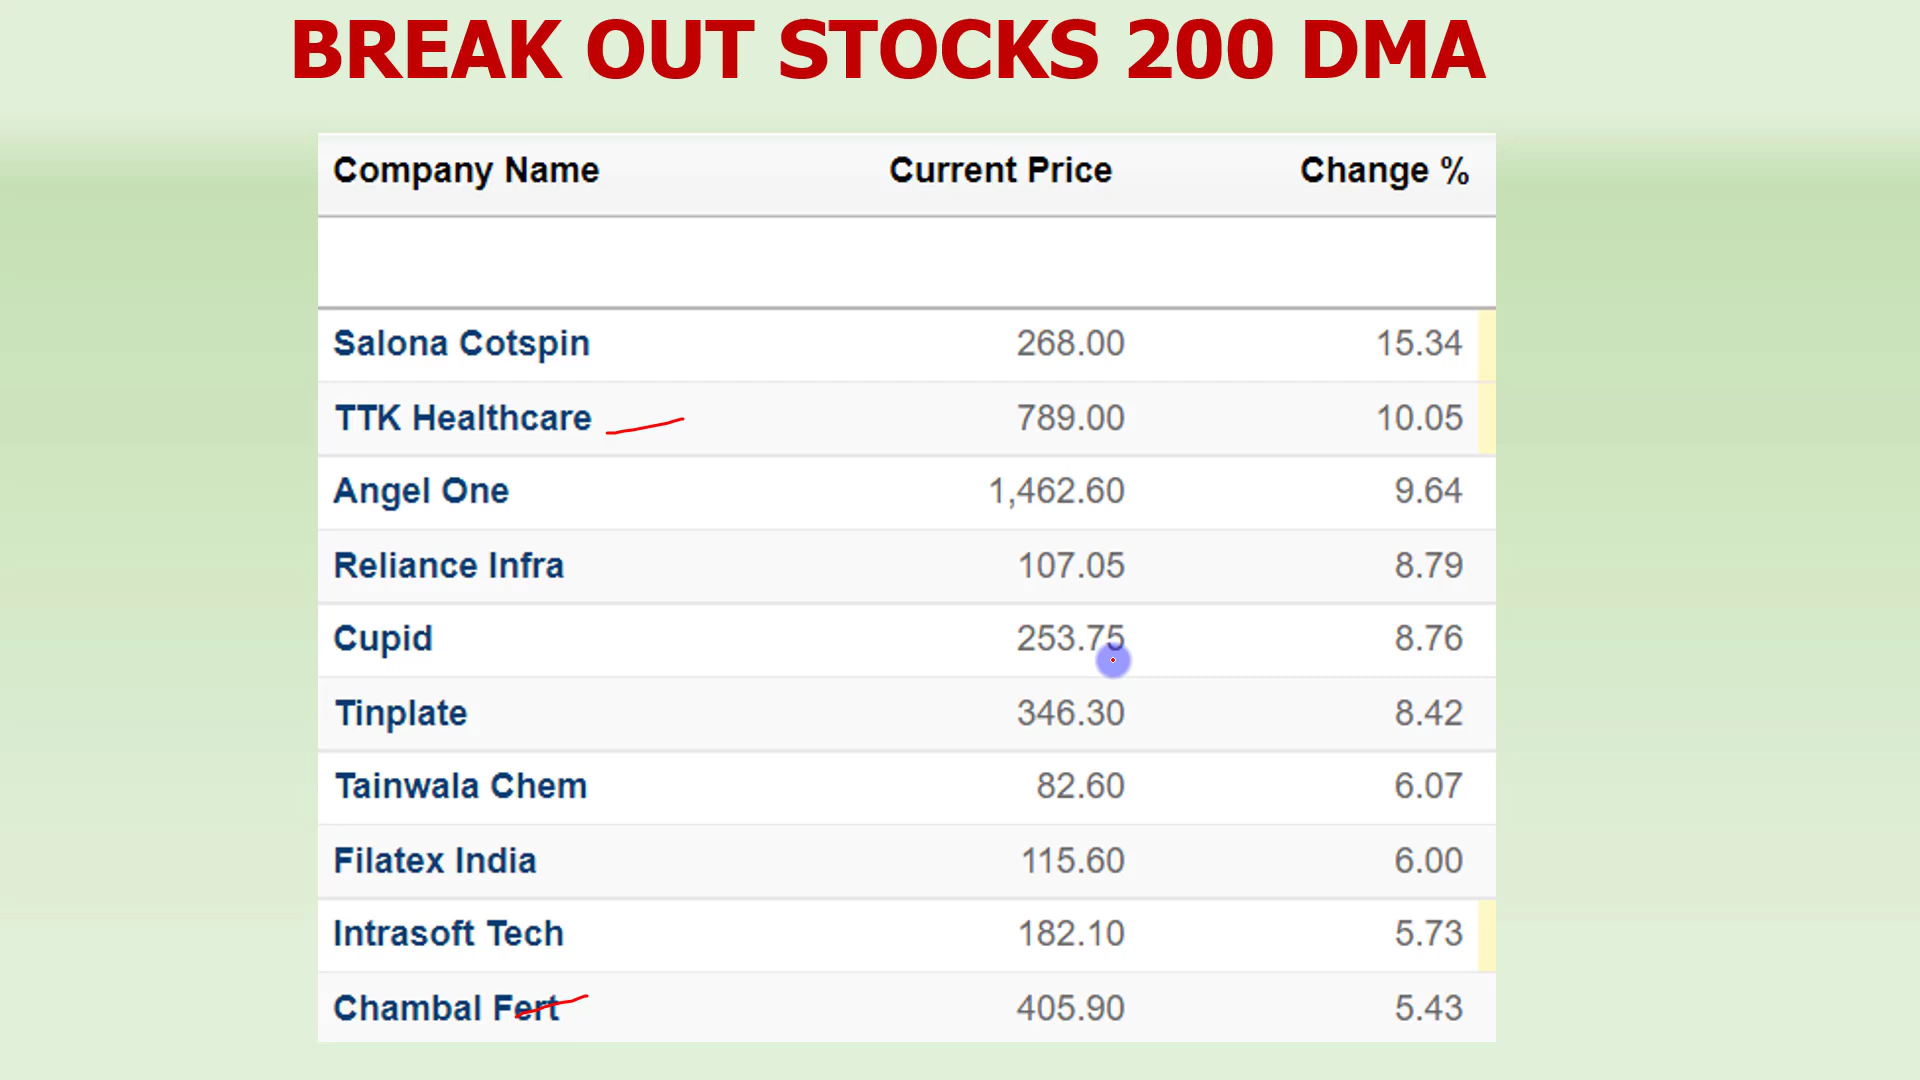 BREAK OUT STOCKS 200 DMA
Company Name Current Price Change %
Salona Cotspin 268.00 15.34
TTK Healthcare 789.00 10.05
Angel One 1,462.60 9.64
Reliance Infra 107.05 8.79
Cupid 253.75 8.76
Tinplate 346.30 8.42
Tainwala Chem 82.60 6.07
Filatex India 115.60 6.00
Intrasoft Tech 182.10 5.73
Chambal Fert 405.90 5.43